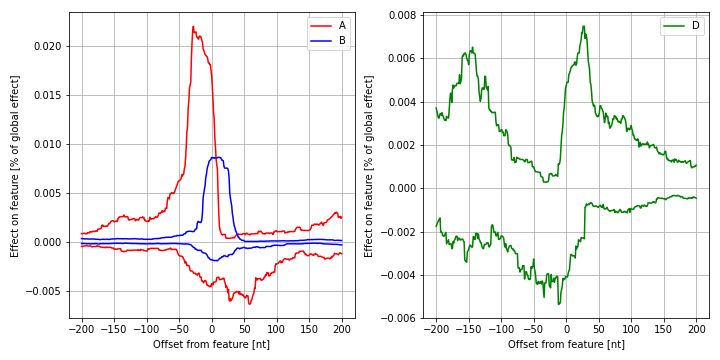 A
B
0.020
0.015
0.010
0.005
0.000
−0.005
Effect on feature [% of global effect]
−200 −150 −100 −50 0 50 100 150 200
Offset from feature [nt]
D
0.008
0.006
0.004
0.002
0.000
−0.002
−0.004
−0.006
Effect on feature [% of global effect]
−200 −150 −100 −50 0 50 100 150 200
Offset from feature [nt]